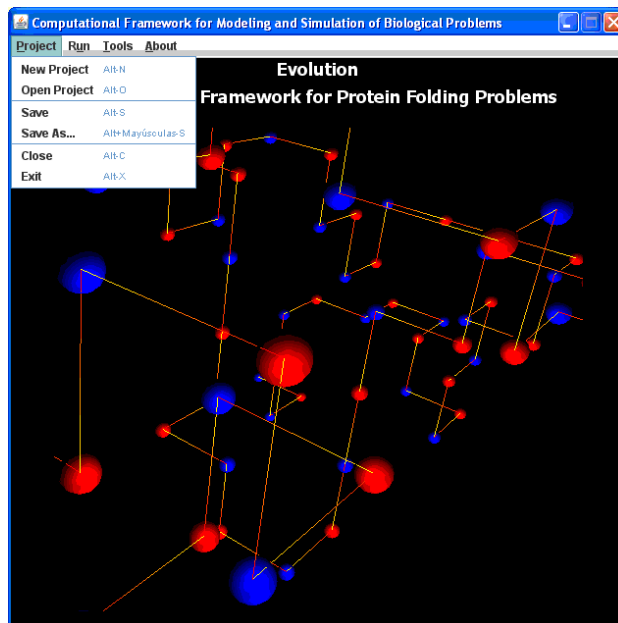 Computational Framework for Modeling and Simulation of Biological Problems
Project Run Tools About
New Project Alt-N
Open Project Alt-O
Save Alt-S
Save As... Alt+Mayúsculas-S
Close Alt-C
Exit Alt-X
Evolution
Framework for Protein Folding Problems